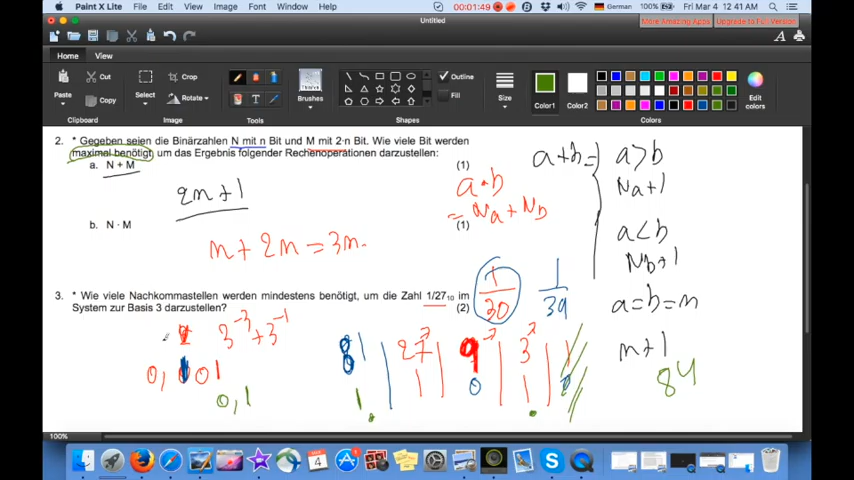 Paint X Lite File Edit View Image Font Window Help 00:01:49 German 100% Fri Mar 4 12:41 AM
Untitled
More Amazing Apps Upgrade to Full Version
Home View
Paste Cut Copy Select Crop Rotate Brushes Outline Fill Size Color1 Color2 Edit colors
Clipboard Image Tools Shapes Colors
2. * Gegeben seien die Binärzahlen N mit n Bit und M mit 2·n Bit. Wie viele Bit werden
maximal benötigt, um das Ergebnis folgender Rechenoperationen darzustellen:
a. N + M (1)
2n+1
b. N · M (1)
n+2n=3n.
a·b
=Na+Nb
a+b=
a>b
Na+1
a<b
Nb+1
a=b=n
n+1
84
3. * Wie viele Nachkommastellen werden mindestens benötigt, um die Zahl 1/27₁₀ im (2)
System zur Basis 3 darzustellen?
1/30 1/39
3⁻³+3⁻¹
0,1
100%